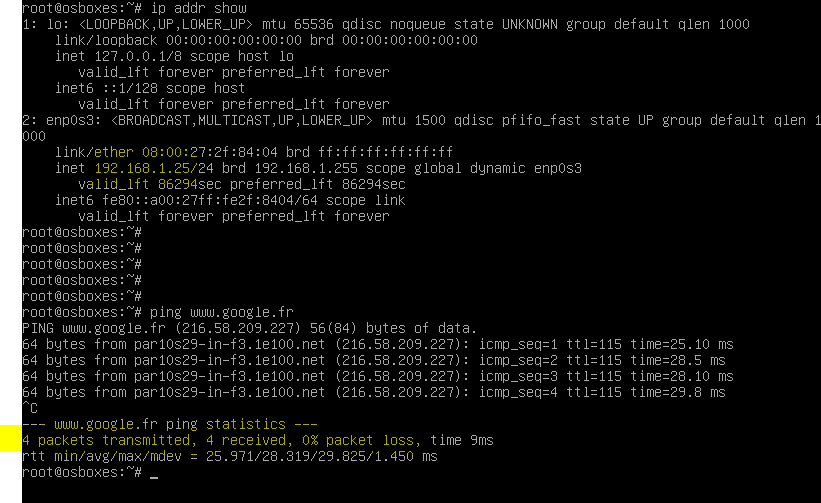 root@osboxes:~# ip addr show
1: lo: <LOOPBACK,UP,LOWER_UP> mtu 65536 qdisc noqueue state UNKNOWN group default qlen 1000
    link/loopback 00:00:00:00:00:00 brd 00:00:00:00:00:00
    inet 127.0.0.1/8 scope host lo
       valid_lft forever preferred_lft forever
    inet6 ::1/128 scope host
       valid_lft forever preferred_lft forever
2: enp0s3: <BROADCAST,MULTICAST,UP,LOWER_UP> mtu 1500 qdisc pfifo_fast state UP group default qlen 1
000
    link/ether 08:00:27:2f:84:04 brd ff:ff:ff:ff:ff:ff
    inet 192.168.1.25/24 brd 192.168.1.255 scope global dynamic enp0s3
       valid_lft 86294sec preferred_lft 86294sec
    inet6 fe80::a00:27ff:fe2f:8404/64 scope link
       valid_lft forever preferred_lft forever
root@osboxes:~#
root@osboxes:~#
root@osboxes:~#
root@osboxes:~#
root@osboxes:~#
root@osboxes:~# ping www.google.fr
PING www.google.fr (216.58.209.227) 56(84) bytes of data.
64 bytes from par10s29-in-f3.1e100.net (216.58.209.227): icmp_seq=1 ttl=115 time=25.10 ms
64 bytes from par10s29-in-f3.1e100.net (216.58.209.227): icmp_seq=2 ttl=115 time=28.5 ms
64 bytes from par10s29-in-f3.1e100.net (216.58.209.227): icmp_seq=3 ttl=115 time=28.10 ms
64 bytes from par10s29-in-f3.1e100.net (216.58.209.227): icmp_seq=4 ttl=115 time=29.8 ms
^C
--- www.google.fr ping statistics ---
4 packets transmitted, 4 received, 0% packet loss, time 9ms
rtt min/avg/max/mdev = 25.971/28.319/29.825/1.450 ms
root@osboxes:~# _